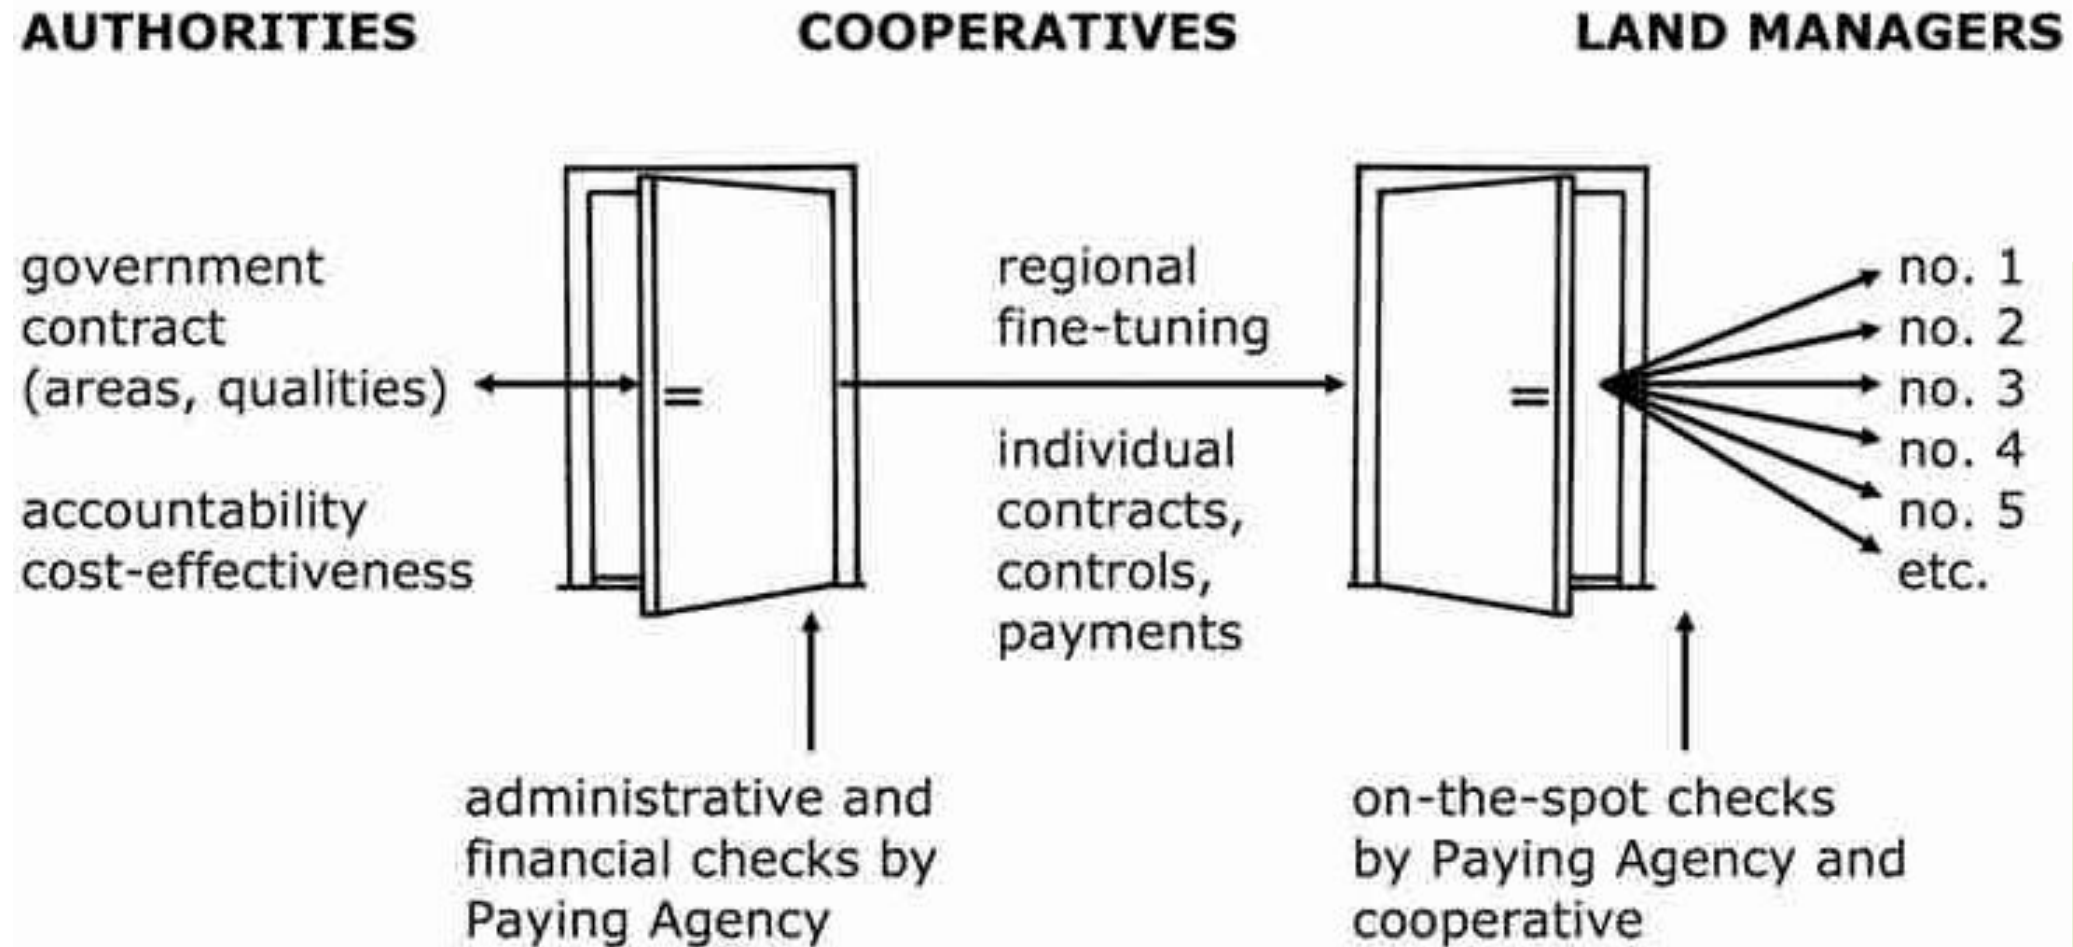 AUTHORITIES
COOPERATIVES
LAND MANAGERS
government
contract
(areas, qualities)
accountability
cost-effectiveness
regional
fine-tuning
individual
contracts,
controls,
payments
no. 1
no. 2
no. 3
no. 4
no. 5
etc.
administrative and
financial checks by
Paying Agency
on-the-spot checks
by Paying Agency and
cooperative